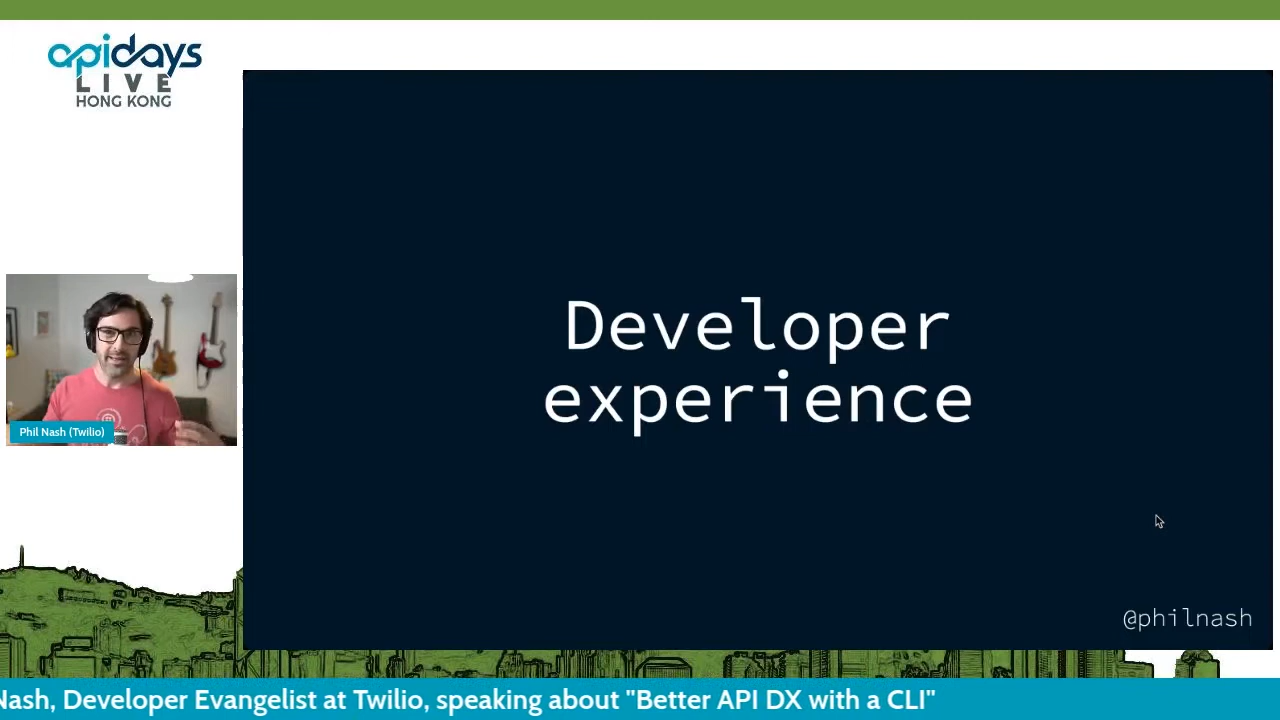 apidays
LIVE
HONG KONG
Developer
experience
Phil Nash (Twilio)
@philnash
Nash, Developer Evangelist at Twilio, speaking about "Better API DX with a CLI"